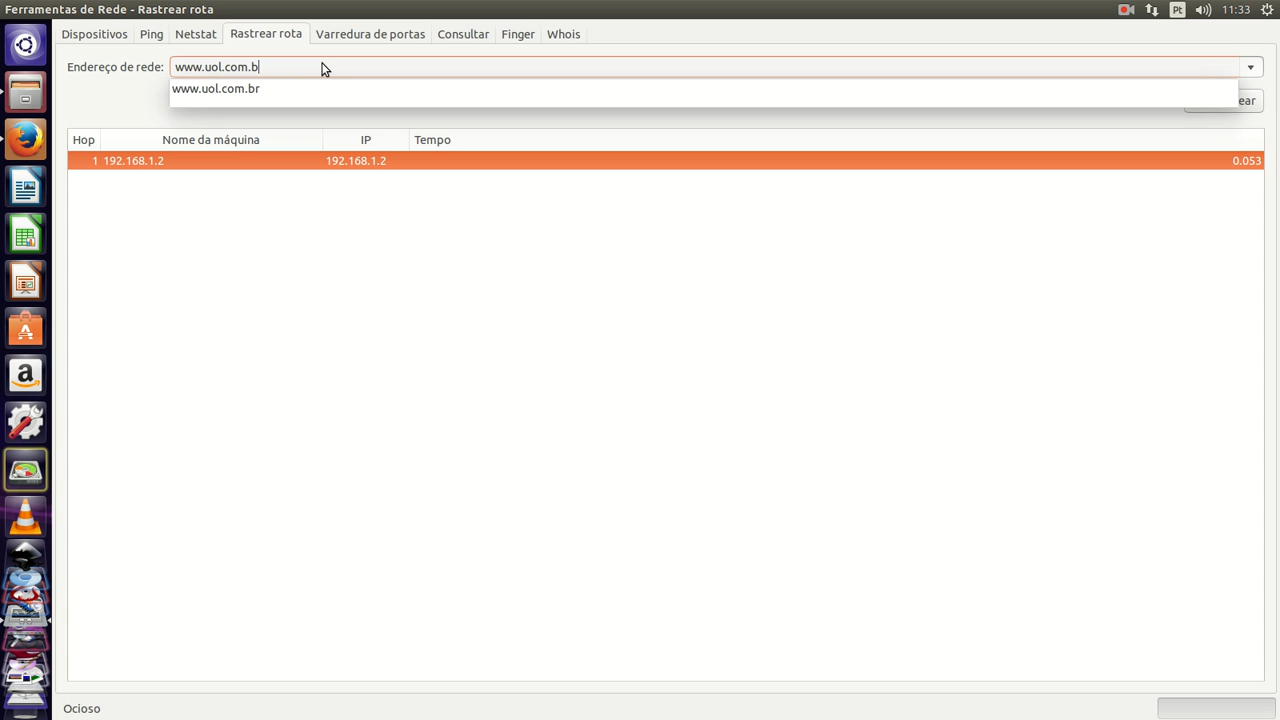 Ferramentas de Rede - Rastrear rota
Pt
11:33
Dispositivos Ping Netstat Rastrear rota Varredura de portas Consultar Finger Whois
Endereço de rede: www.uol.com.b
www.uol.com.br
ear
Hop Nome da máquina IP Tempo
1 192.168.1.2 192.168.1.2 0.053
Ocioso